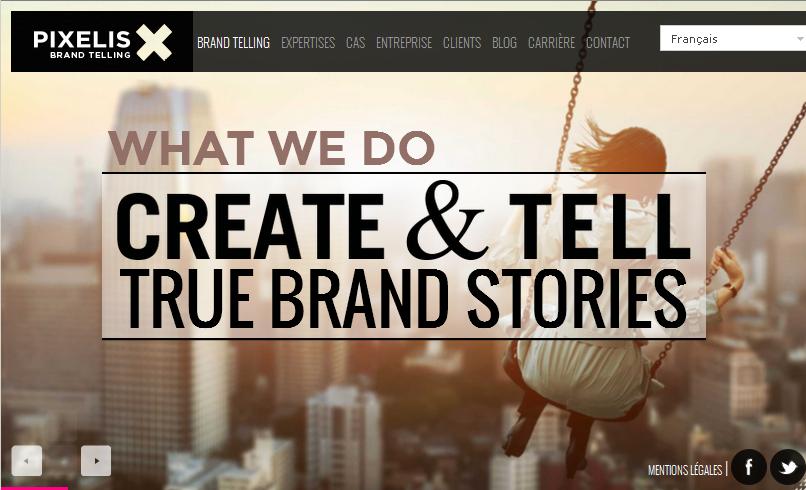 PIXELIS
BRAND TELLING
BRAND TELLING EXPERTISES CAS ENTREPRISE CLIENTS BLOG CARRIÈRE CONTACT
Français
WHAT WE DO
CREATE & TELL
TRUE BRAND STORIES
MENTIONS LÉGALES |